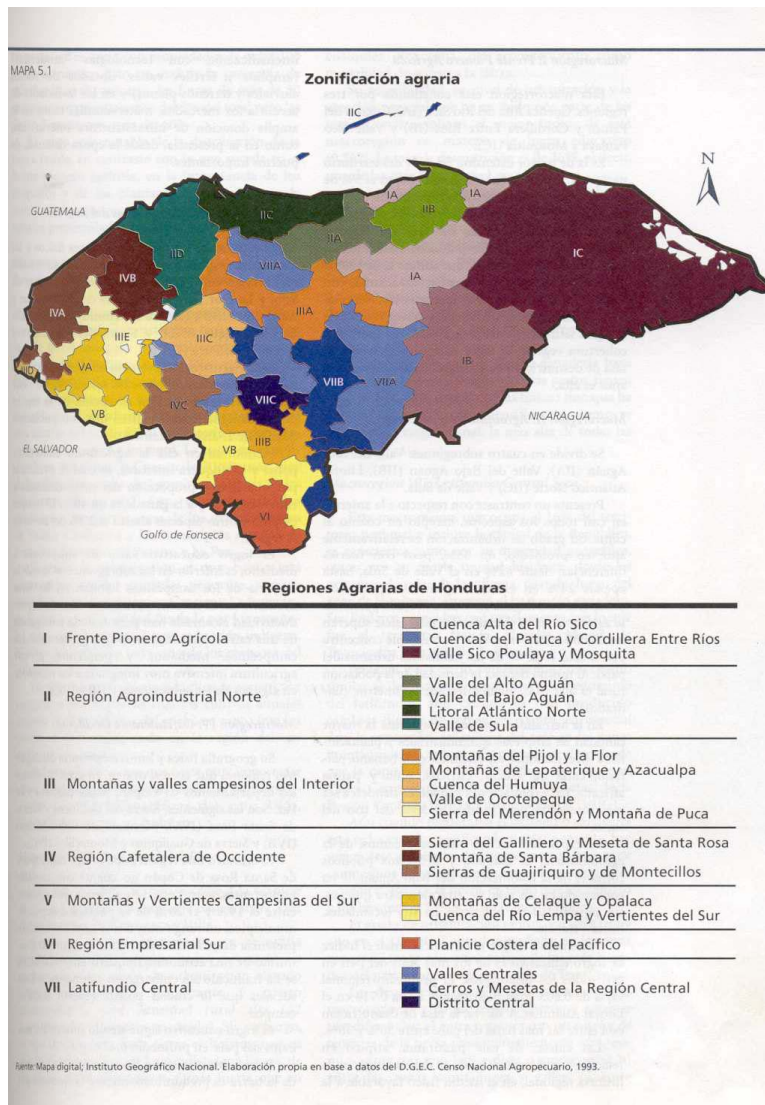 MAPA 5.1
Zonificación agraria
IIC
N
GUATEMALA
IIC
IA
IIB
IA
IID
IIA
IC
VIIA
IA
IVB
IVA
IIIA
IIIE
IIIC
IB
VA
VIIB
VIIA
IIID
IVC
VIIC
VB
NICARAGUA
EL SALVADOR
VB
IIIB
VI
Golfo de Fonseca
Regiones Agrarias de Honduras
I Frente Pionero Agrícola
Cuenca Alta del Río Sico
Cuencas del Patuca y Cordillera Entre Ríos
Valle Sico Poulaya y Mosquita
II Región Agroindustrial Norte
Valle del Alto Aguán
Valle del Bajo Aguán
Litoral Atlántico Norte
Valle de Sula
III Montañas y valles campesinos del Interior
Montañas del Pijol y la Flor
Montañas de Lepaterique y Azacualpa
Cuenca del Humuya
Valle de Ocotepeque
Sierra del Merendón y Montaña de Puca
IV Región Cafetalera de Occidente
Sierra del Gallinero y Meseta de Santa Rosa
Montaña de Santa Bárbara
Sierras de Guajiriquiro y de Montecillos
V Montañas y Vertientes Campesinas del Sur
Montañas de Celaque y Opalaca
Cuenca del Río Lempa y Vertientes del Sur
VI Región Empresarial Sur
Planicie Costera del Pacífico
VII Latifundio Central
Valles Centrales
Cerros y Mesetas de la Región Central
Distrito Central
Fuente: Mapa digital; Instituto Geográfico Nacional. Elaboración propia en base a datos del D.G.E.C. Censo Nacional Agropecuario, 1993.